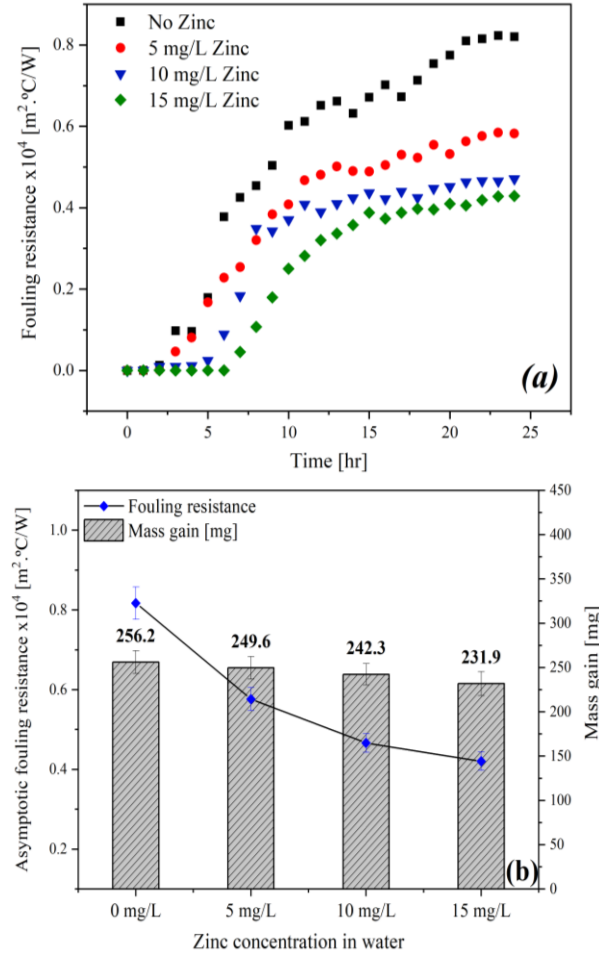 No Zinc
5 mg/L Zinc
10 mg/L Zinc
15 mg/L Zinc
Fouling resistance x10⁴ [m².ºC/W]
0.8
0.6
0.4
0.2
0.0
0 5 10 15 20 25
Time [hr]
(a)
Fouling resistance
Mass gain [mg]
Asymptotic fouling resistance x10⁴ [m².ºC/W]
1.0
0.8
0.6
0.4
0.2
256.2 249.6 242.3 231.9
450
400
350
300
250
200
150
100
50
0
Mass gain [mg]
(b)
0 mg/L 5 mg/L 10 mg/L 15 mg/L
Zinc concentration in water